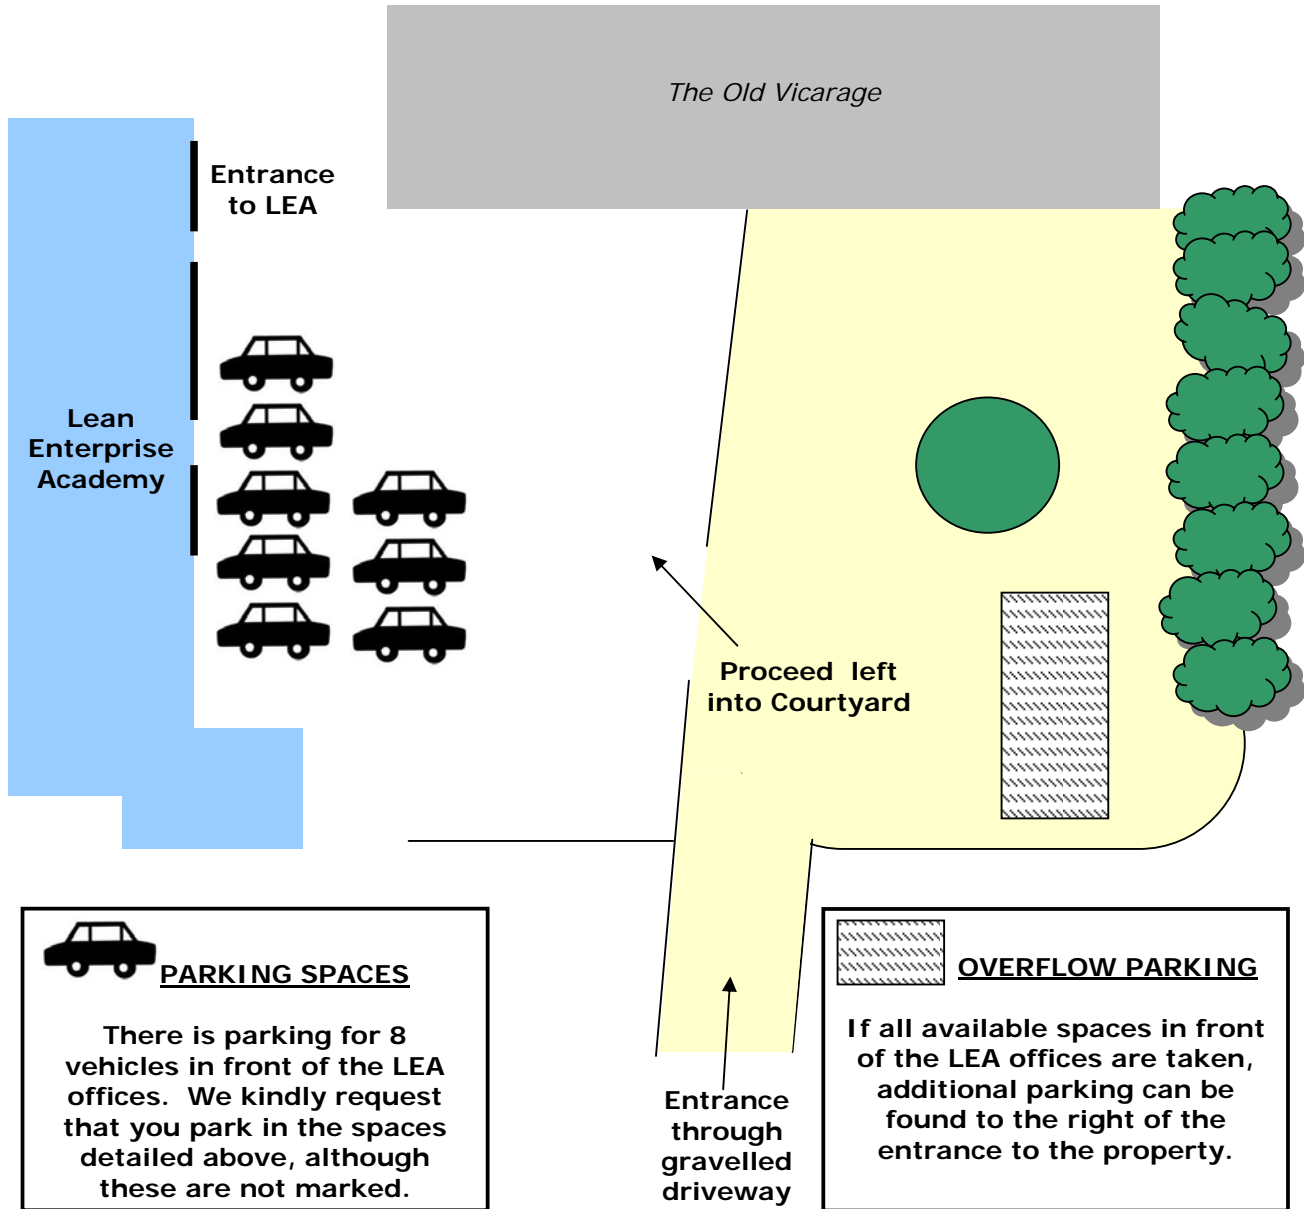 The Old Vicarage
Entrance
to LEA
Lean
Enterprise
Academy
Proceed left
into Courtyard
PARKING SPACES
There is parking for 8
vehicles in front of the LEA
offices. We kindly request
that you park in the spaces
detailed above, although
these are not marked.
Entrance
through
gravelled
driveway
OVERFLOW PARKING
If all available spaces in front
of the LEA offices are taken,
additional parking can be
found to the right of the
entrance to the property.